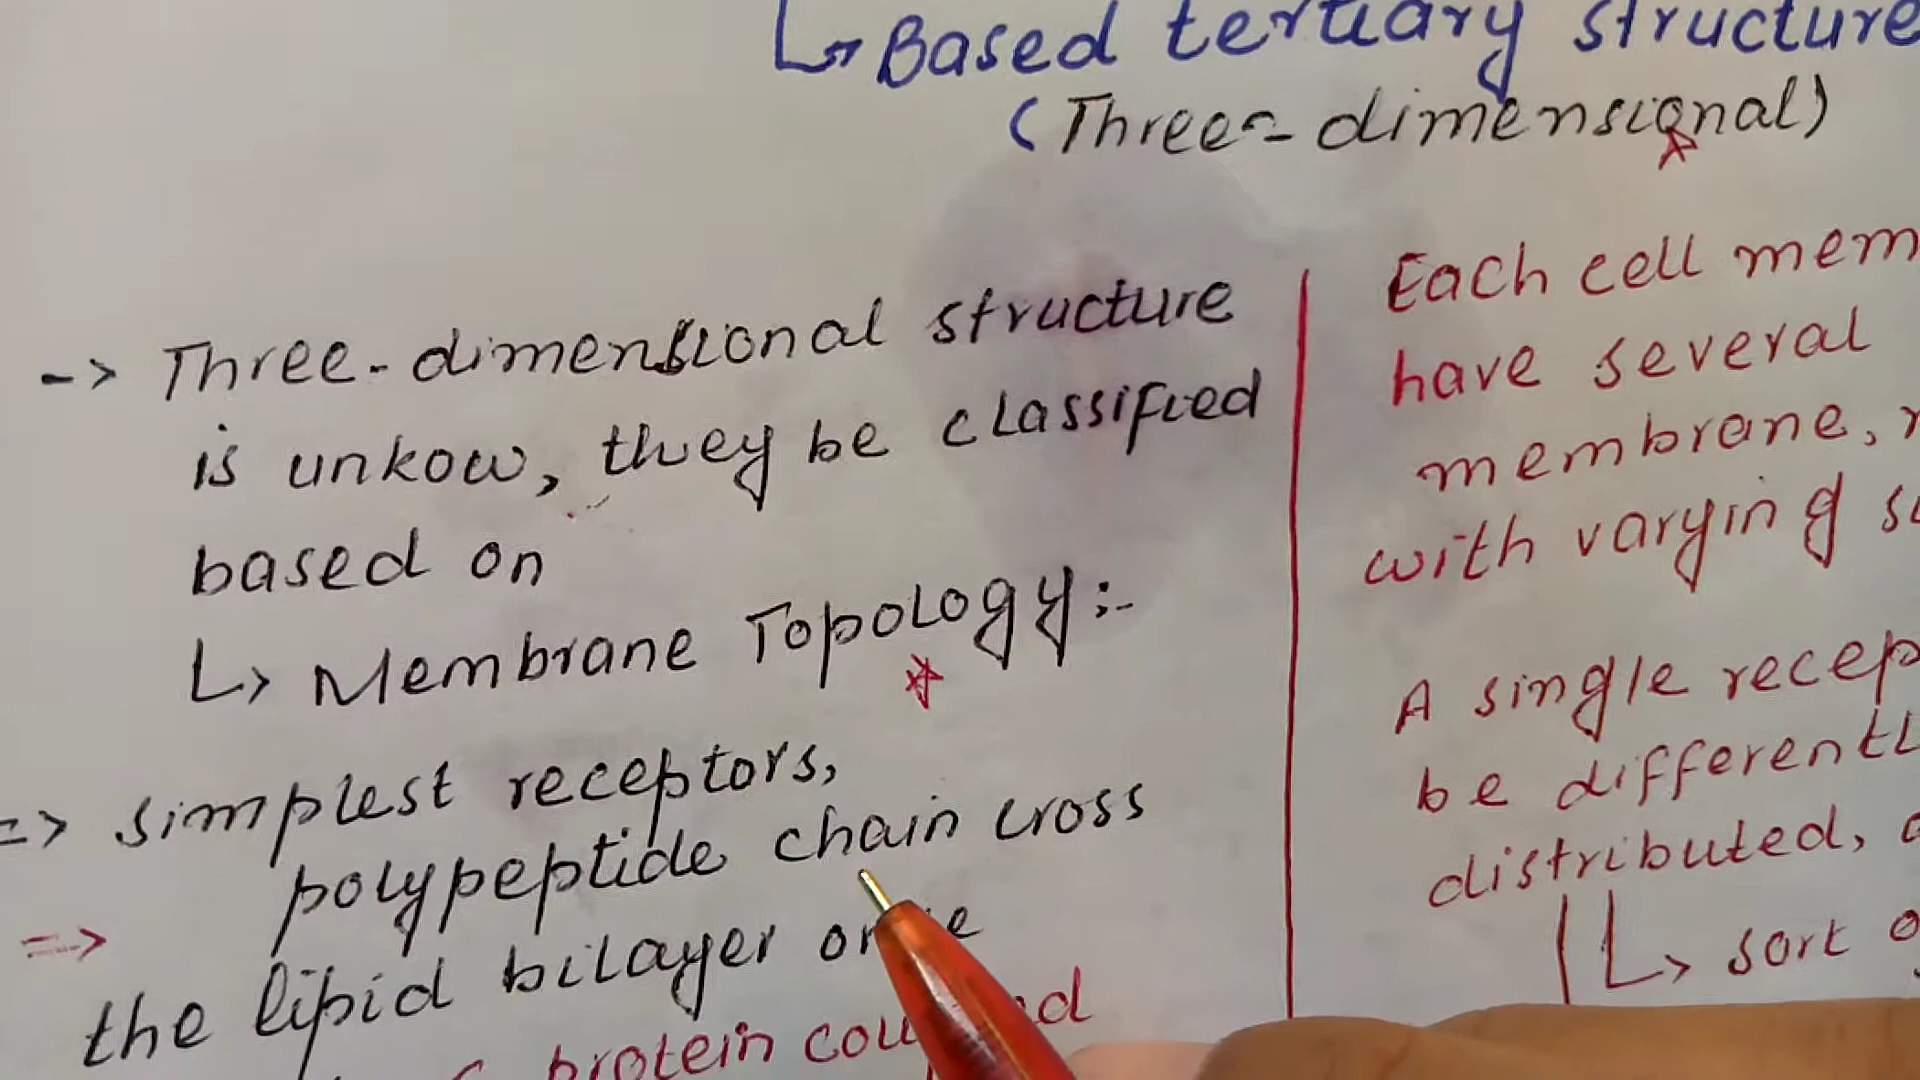 ↳ Based tertiary structure
(Three-dimensional)
-> Three-dimensional structure
is unkow, they be classified
based on
↳ Membrane Topology:-
=> simplest receptors,
polypeptide chain cross
=>
the lipid bilayer
protein
Each cell mem
have several
membrane,
with varying
A single recep
be differentl
distributed,
↳ sort